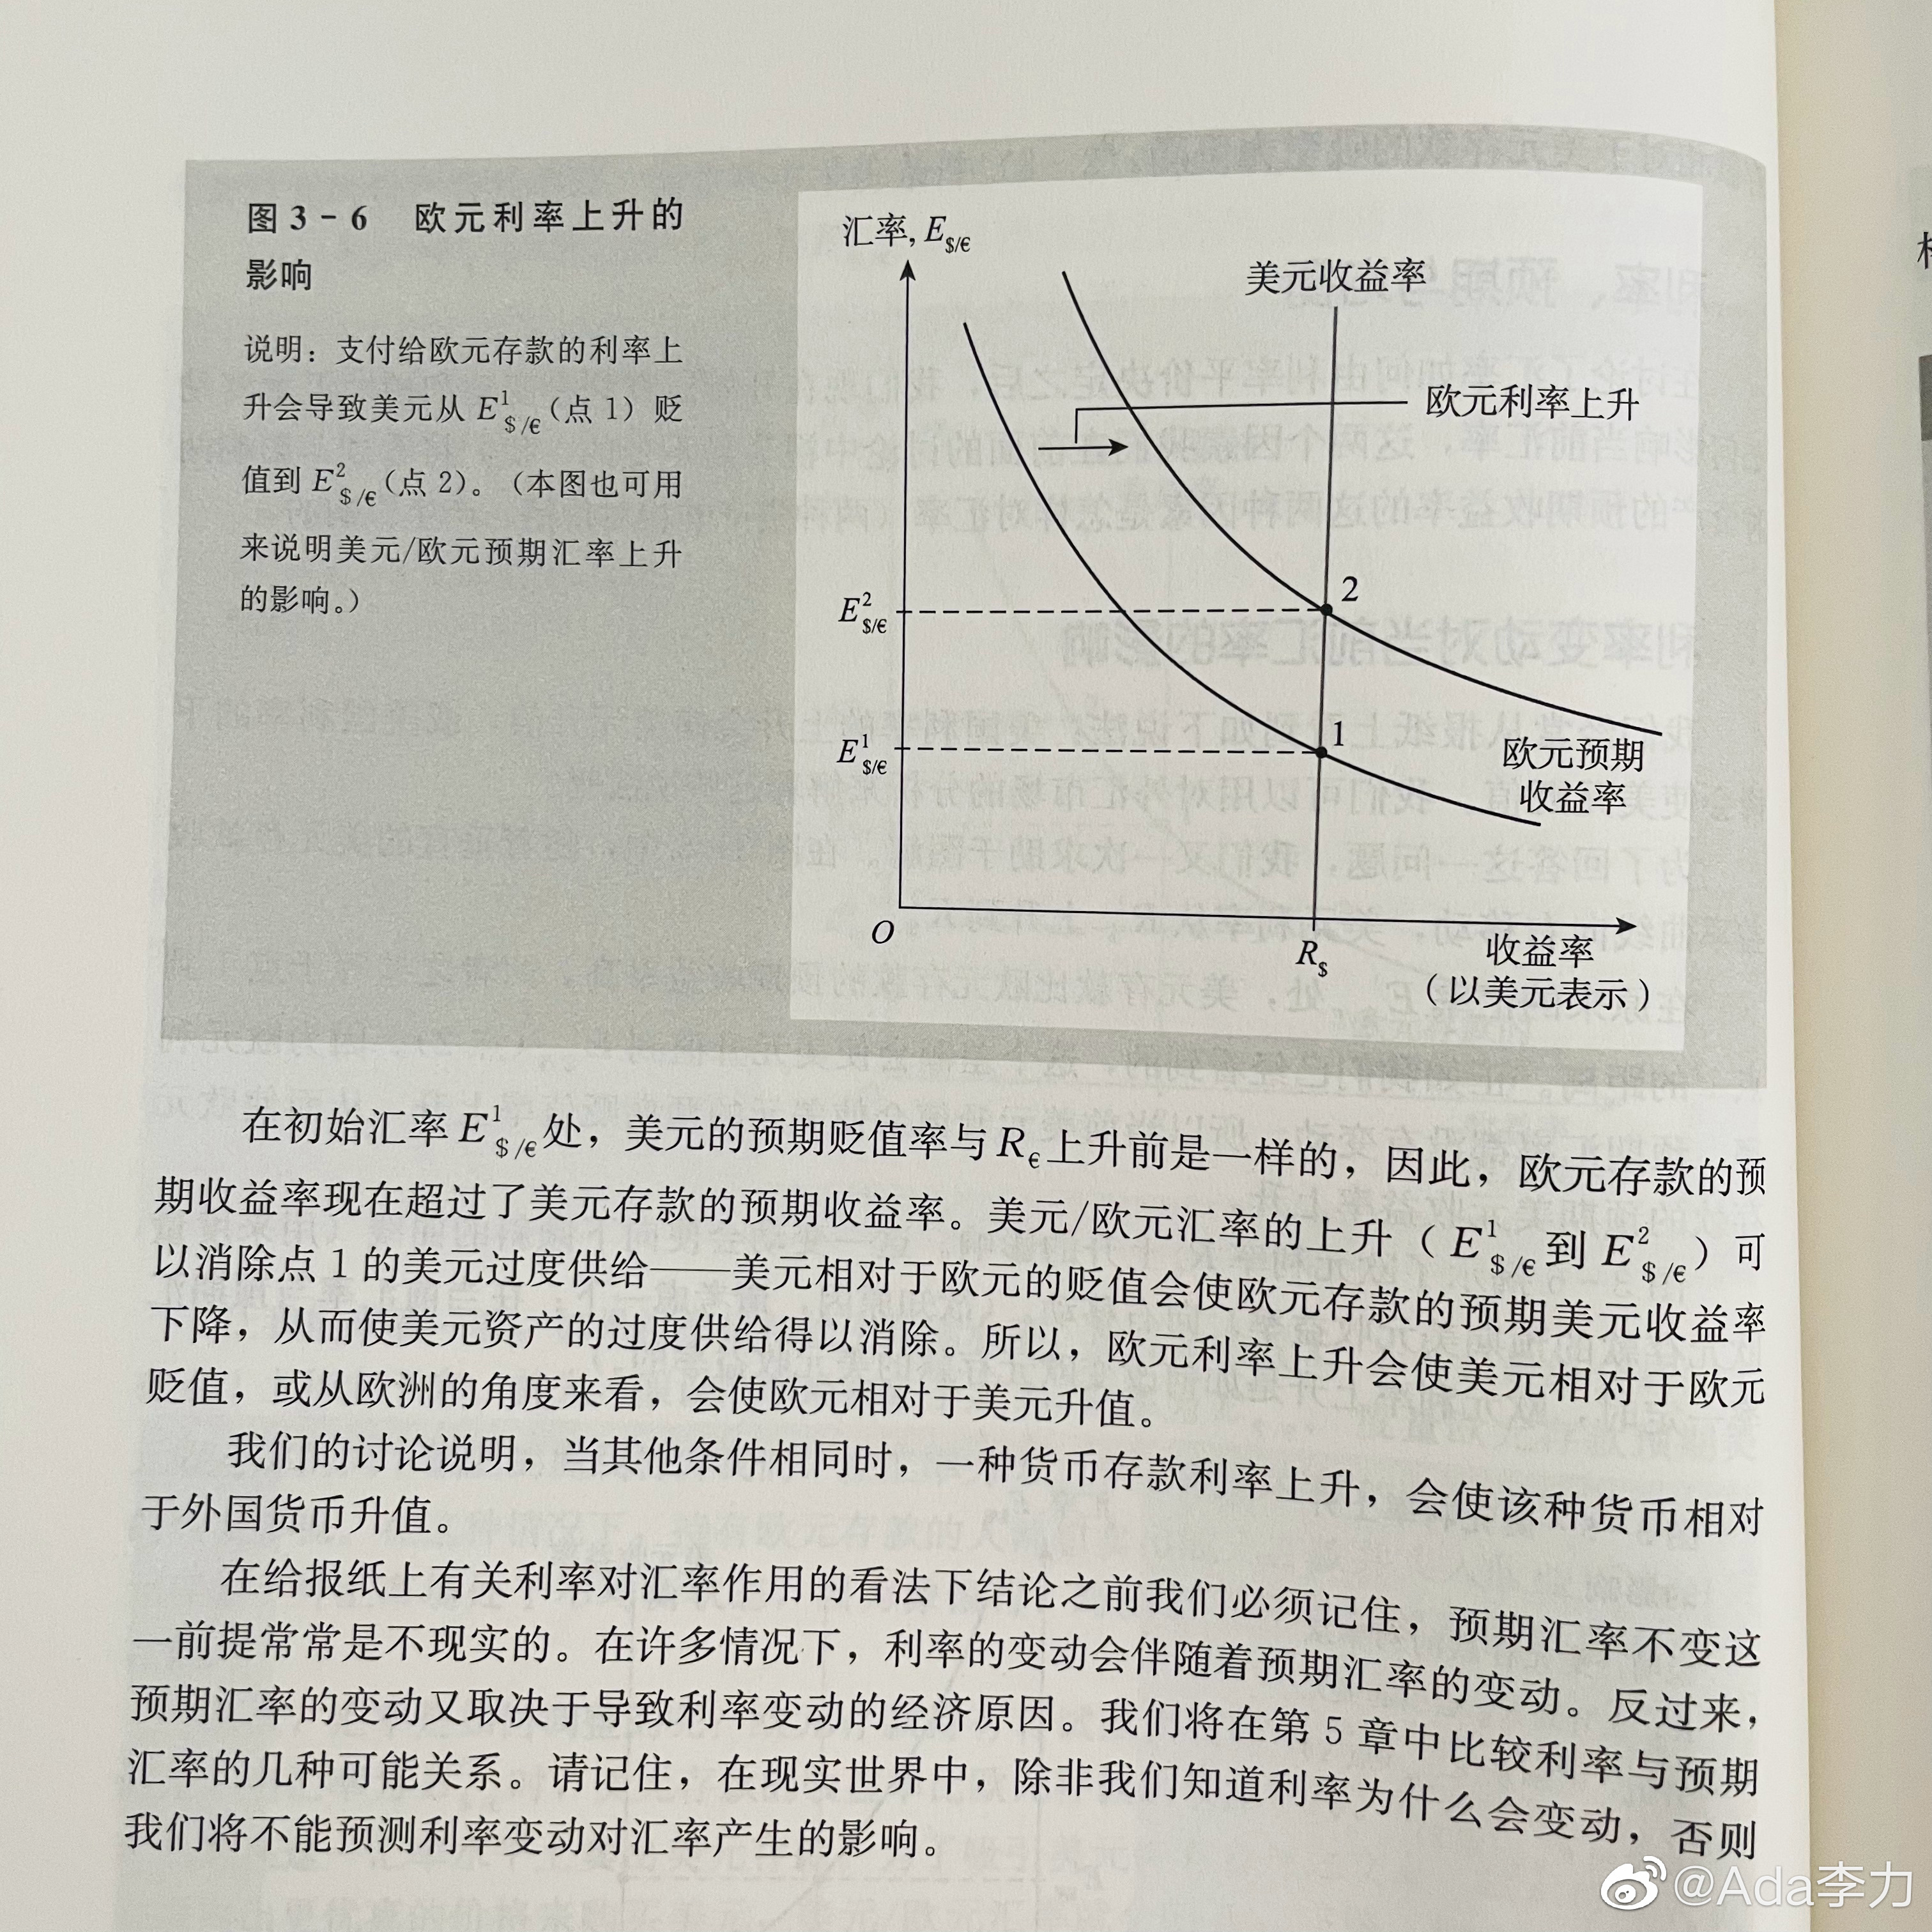 图 3-6 欧元利率上升的
影响
说明：支付给欧元存款的利率上
升会导致美元从 E¹$/€（点 1）贬
值到 E²$/€（点 2）。（本图也可用
来说明美元/欧元预期汇率上升
的影响。）
汇率, E$/€
美元收益率
欧元利率上升
E²$/€
2
E¹$/€
1
欧元预期
收益率
O
R$
收益率
（以美元表示）
在初始汇率 E¹$/€ 处，美元的预期贬值率与 R€ 上升前是一样的，因此，欧元存款的预
期收益率现在超过了美元存款的预期收益率。美元/欧元汇率的上升（E¹$/€ 到 E²$/€）可
以消除点 1 的美元过度供给——美元相对于欧元的贬值会使欧元存款的预期美元收益率
下降，从而使美元资产的过度供给得以消除。所以，欧元利率上升会使美元相对于欧元
贬值，或从欧洲的角度来看，会使欧元相对于美元升值。
我们的讨论说明，当其他条件相同时，一种货币存款利率上升，会使该种货币相对
于外国货币升值。
在给报纸上有关利率对汇率作用的看法下结论之前我们必须记住，预期汇率不变这
一前提常常是不现实的。在许多情况下，利率的变动会伴随着预期汇率的变动。反过来，
预期汇率的变动又取决于导致利率变动的经济原因。我们将在第 5 章中比较利率与预期
汇率的几种可能关系。请记住，在现实世界中，除非我们知道利率为什么会变动，否则
我们将不能预测利率变动对汇率产生的影响。
@Ada李力